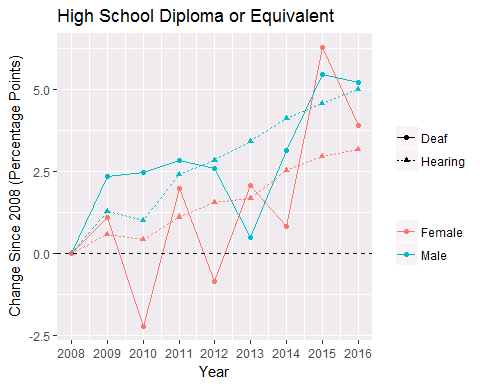 High School Diploma or Equivalent
Change Since 2008 (Percentage Points)
5.0
2.5
0.0
-2.5
2008 2009 2010 2011 2012 2013 2014 2015 2016
Year
Deaf
Hearing
Female
Male